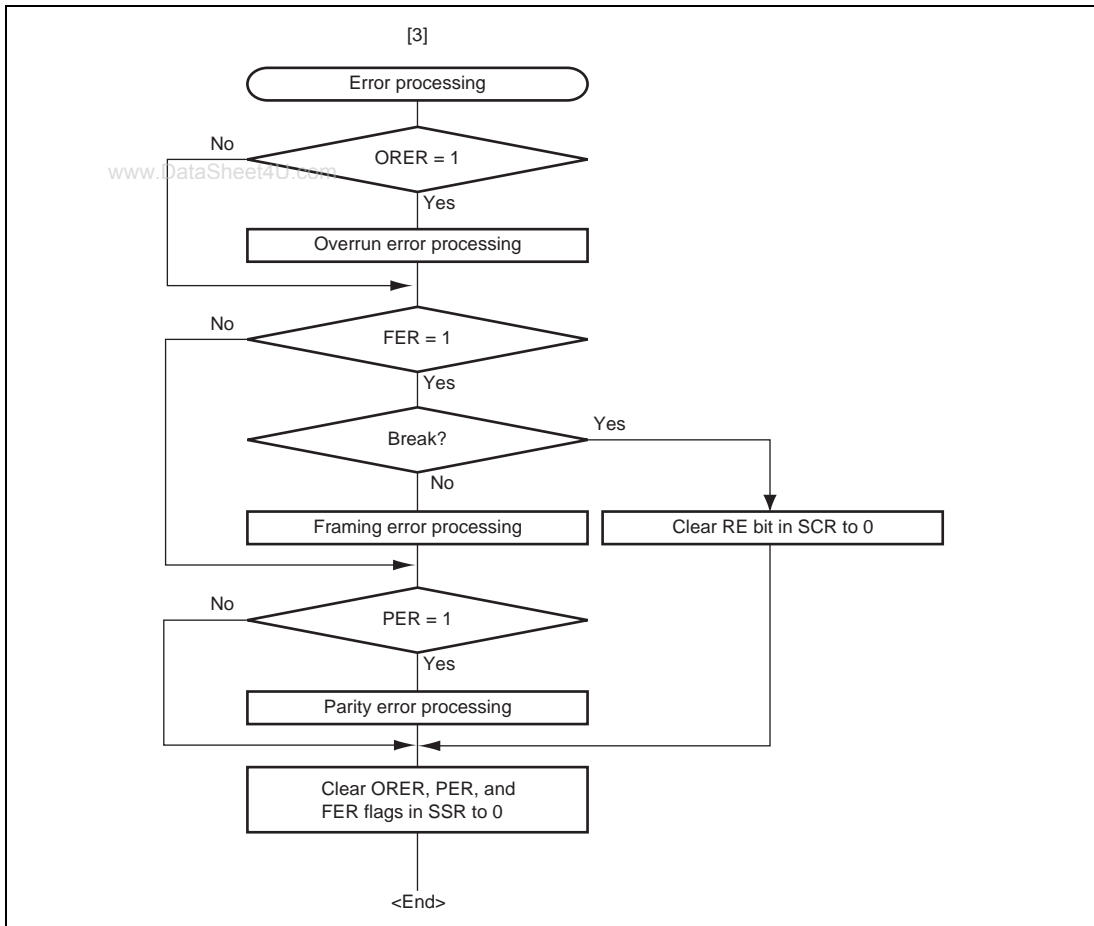 [3]
Error processing
No
ORER = 1
www.DataSheet4U.com
Yes
Overrun error processing
No
FER = 1
Yes
Break?
Yes
No
Framing error processing
Clear RE bit in SCR to 0
No
PER = 1
Yes
Parity error processing
Clear ORER, PER, and
FER flags in SSR to 0
<End>